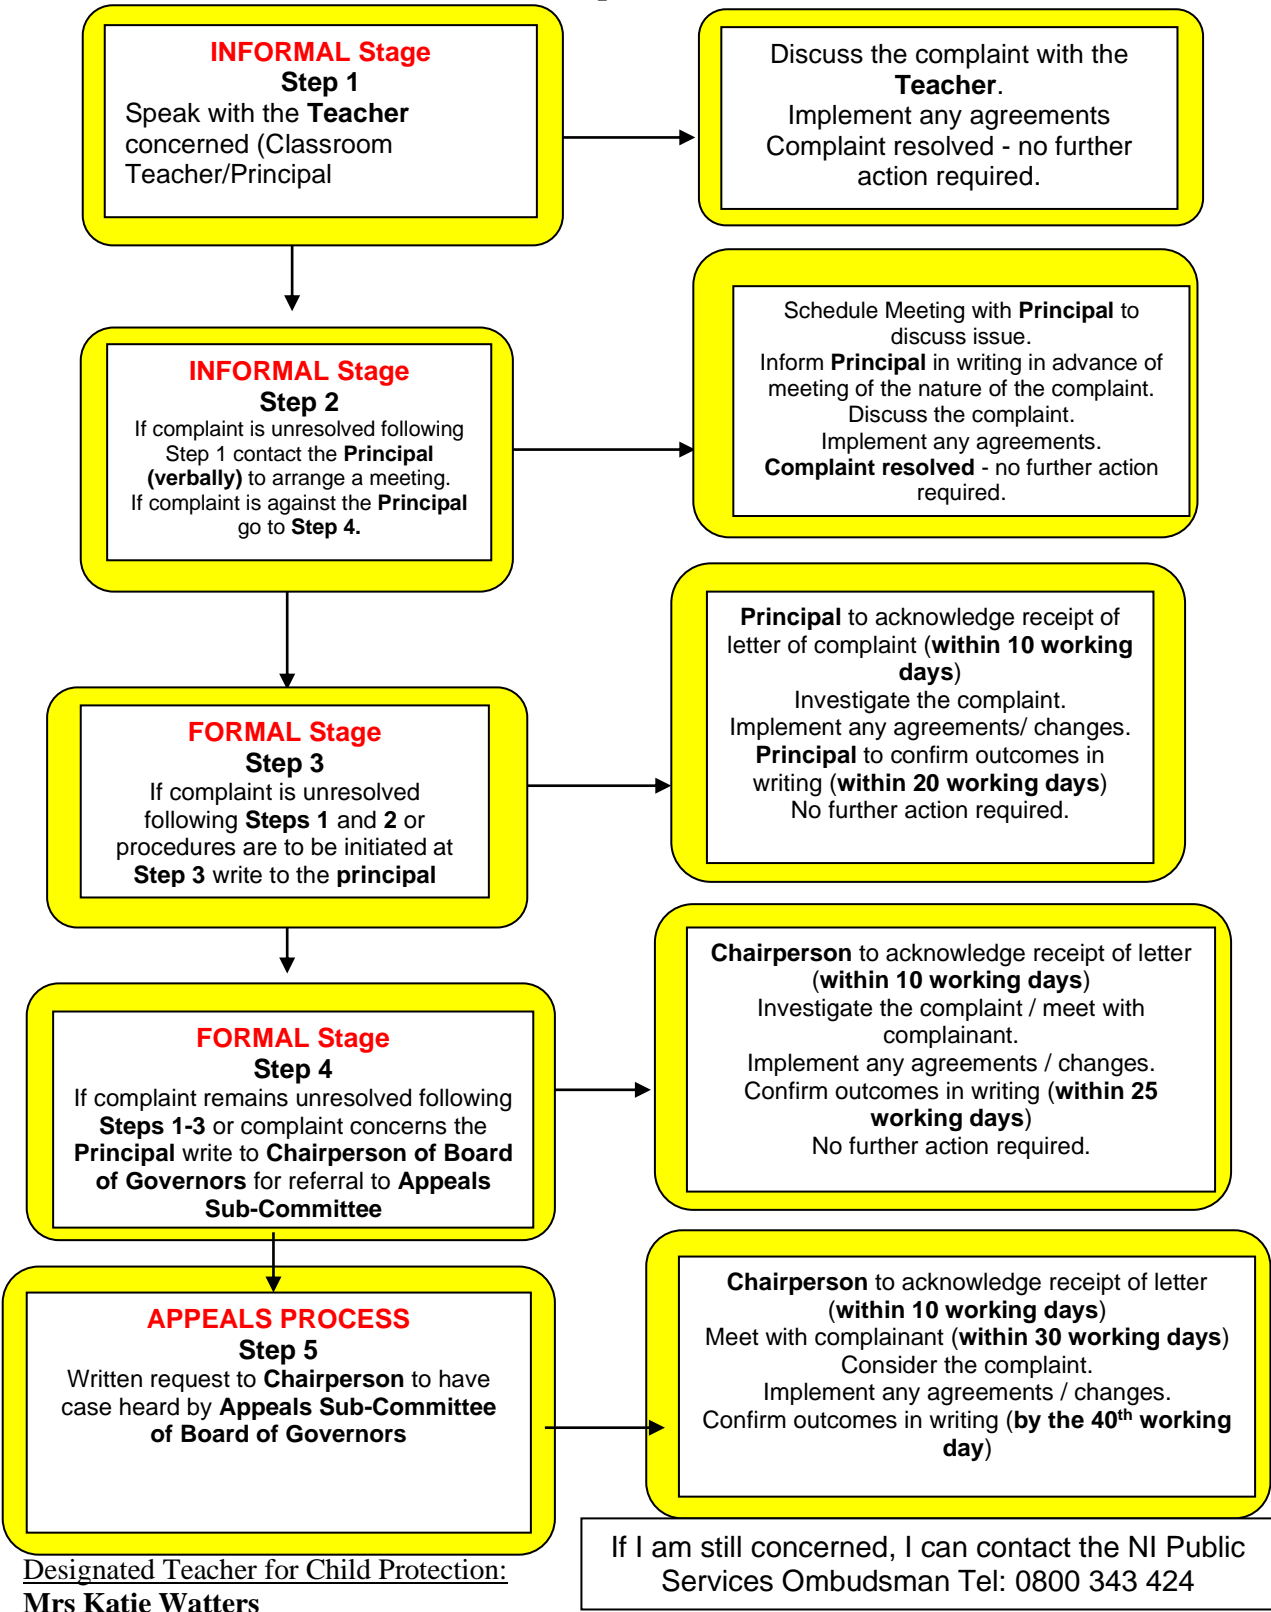 INFORMAL Stage
Step 1
Speak with the Teacher
concerned (Classroom
Teacher/Principal
Discuss the complaint with the
Teacher.
Implement any agreements
Complaint resolved - no further
action required.
INFORMAL Stage
Step 2
If complaint is unresolved following
Step 1 contact the Principal
(verbally) to arrange a meeting.
If complaint is against the Principal
go to Step 4.
Schedule Meeting with Principal to
discuss issue.
Inform Principal in writing in advance of
meeting of the nature of the complaint.
Discuss the complaint.
Implement any agreements.
Complaint resolved - no further action
required.
FORMAL Stage
Step 3
If complaint is unresolved
following Steps 1 and 2 or
procedures are to be initiated at
Step 3 write to the principal
Principal to acknowledge receipt of
letter of complaint (within 10 working
days)
Investigate the complaint.
Implement any agreements/ changes.
Principal to confirm outcomes in
writing (within 20 working days)
No further action required.
FORMAL Stage
Step 4
If complaint remains unresolved following
Steps 1-3 or complaint concerns the
Principal write to Chairperson of Board
of Governors for referral to Appeals
Sub-Committee
Chairperson to acknowledge receipt of letter
(within 10 working days)
Investigate the complaint / meet with
complainant.
Implement any agreements / changes.
Confirm outcomes in writing (within 25
working days)
No further action required.
APPEALS PROCESS
Step 5
Written request to Chairperson to have
case heard by Appeals Sub-Committee
of Board of Governors
Chairperson to acknowledge receipt of letter
(within 10 working days)
Meet with complainant (within 30 working days)
Consider the complaint.
Implement any agreements / changes.
Confirm outcomes in writing (by the 40th working
day)
Designated Teacher for Child Protection:
Mrs Katie Watters
If I am still concerned, I can contact the NI Public
Services Ombudsman Tel: 0800 343 424